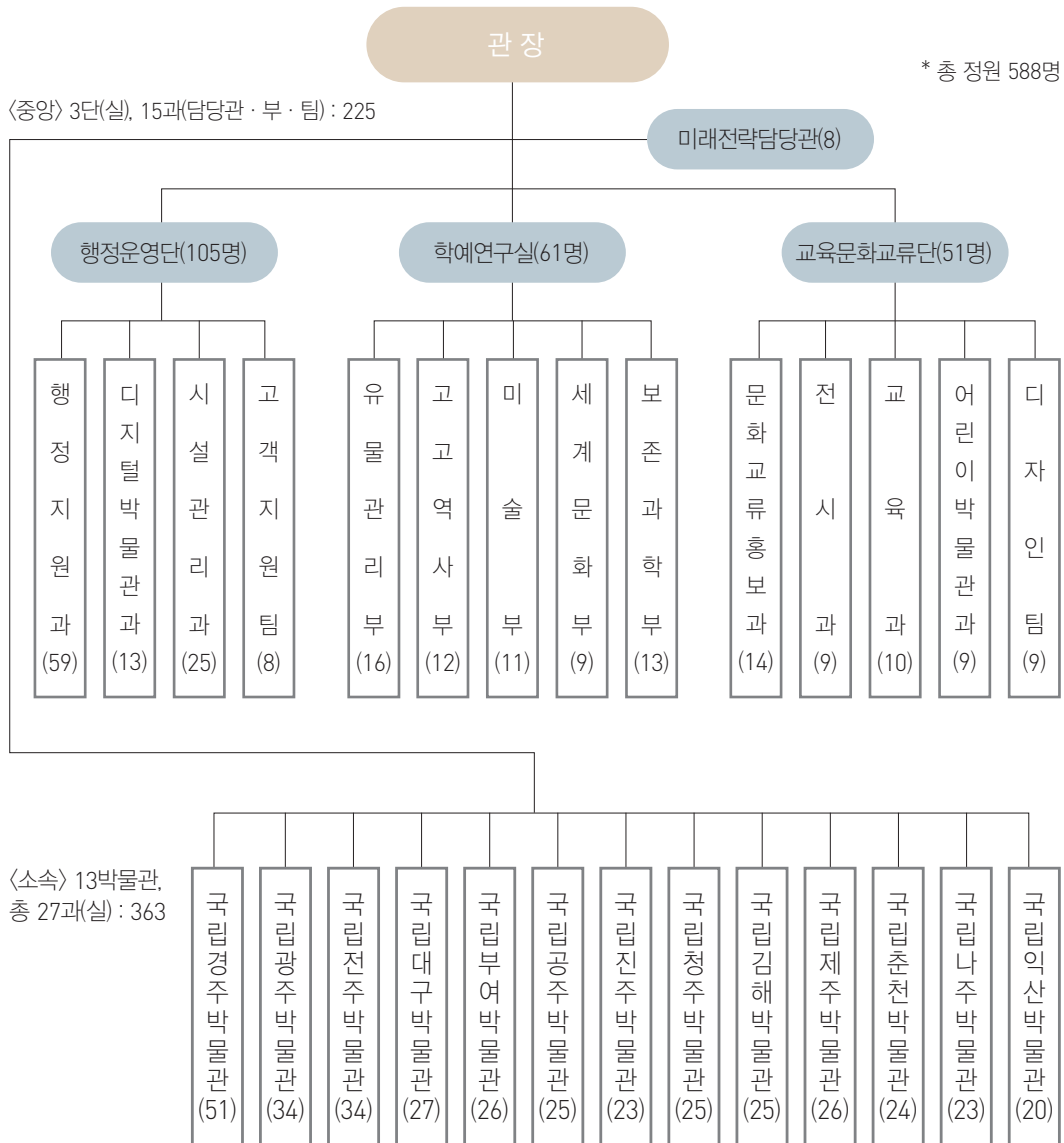 관 장
* 총 정원 588명
〈중앙〉 3단(실), 15과(담당관 · 부 · 팀) : 225
미래전략담당관(8)
행정운영단(105명)
학예연구실(61명)
교육문화교류단(51명)
행정지원과
(59)
디지털박물관과
(13)
시설관리과
(25)
고객지원팀
(8)
유물관리부
(16)
고고역사부
(12)
미술부
(11)
세계문화부
(9)
보존과학부
(13)
문화교류홍보과
(14)
전시과
(9)
교육과
(10)
어린이박물관과
(9)
디자인팀
(9)
〈소속〉 13박물관,
총 27과(실) : 363
국립경주박물관
(51)
국립광주박물관
(34)
국립전주박물관
(34)
국립대구박물관
(27)
국립부여박물관
(26)
국립공주박물관
(25)
국립진주박물관
(23)
국립청주박물관
(25)
국립김해박물관
(25)
국립제주박물관
(26)
국립춘천박물관
(24)
국립나주박물관
(23)
국립익산박물관
(20)